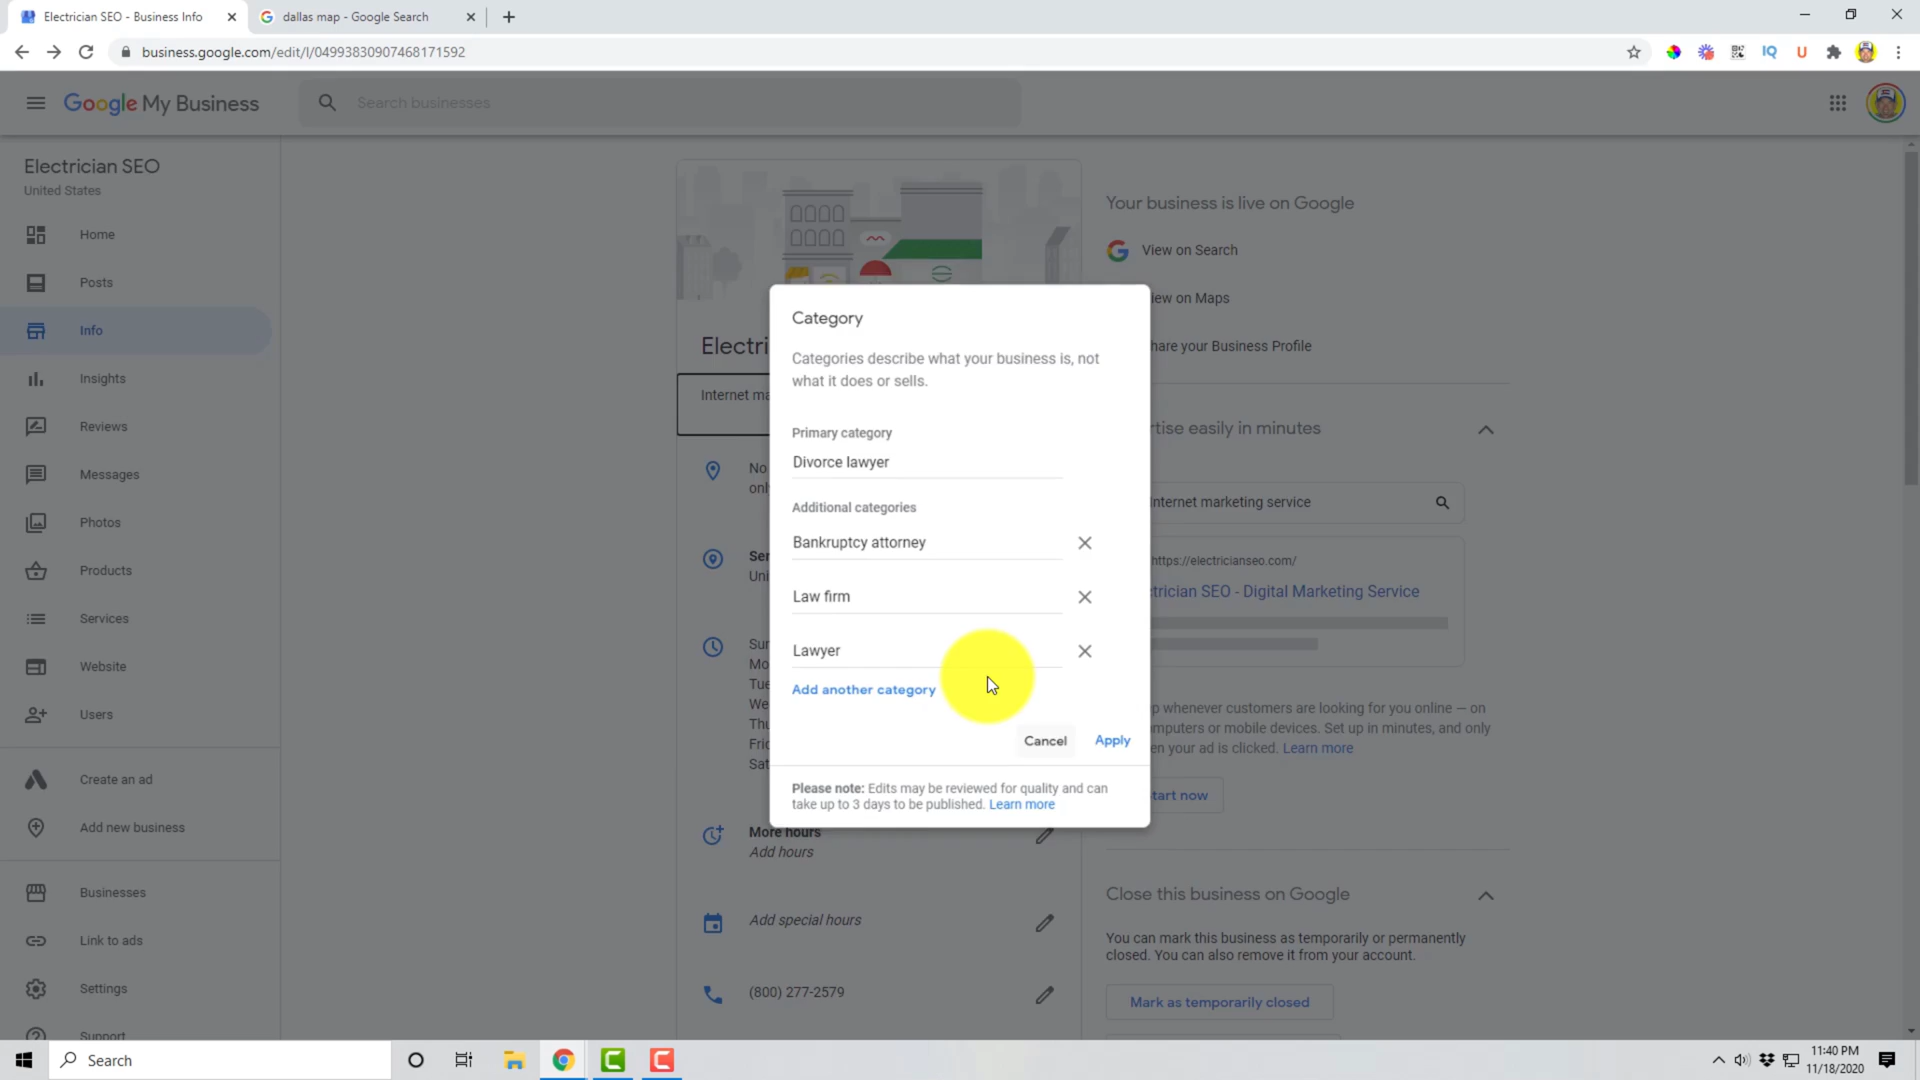 Electrician SEO - Business Info
dallas map - Google Search
business.google.com/edit/l/04993830907468171592
IQ
U
Google My Business
Search businesses
Electrician SEO
United States
Home
Posts
Info
Insights
Reviews
Messages
Photos
Products
Services
Website
Users
Create an ad
Add new business
Businesses
Link to ads
Settings
Support
Electri
Internet ma
No
onl
Ser
Uni
Sun
Mo
Tue
We
Thu
Fric
Sat
More hours
Add hours
Add special hours
(800) 277-2579
Category
Categories describe what your business is, not
what it does or sells.
Primary category
Divorce lawyer
Additional categories
Bankruptcy attorney
Law firm
Lawyer
Add another category
Cancel
Apply
Please note: Edits may be reviewed for quality and can
take up to 3 days to be published. Learn more
Your business is live on Google
View on Search
iew on Maps
hare your Business Profile
rtise easily in minutes
Internet marketing service
https://electricianseo.com/
trician SEO - Digital Marketing Service
p whenever customers are looking for you online — on
mputers or mobile devices. Set up in minutes, and only
en your ad is clicked. Learn more
tart now
Close this business on Google
You can mark this business as temporarily or permanently
closed. You can also remove it from your account.
Mark as temporarily closed
Search
11:40 PM
11/18/2020